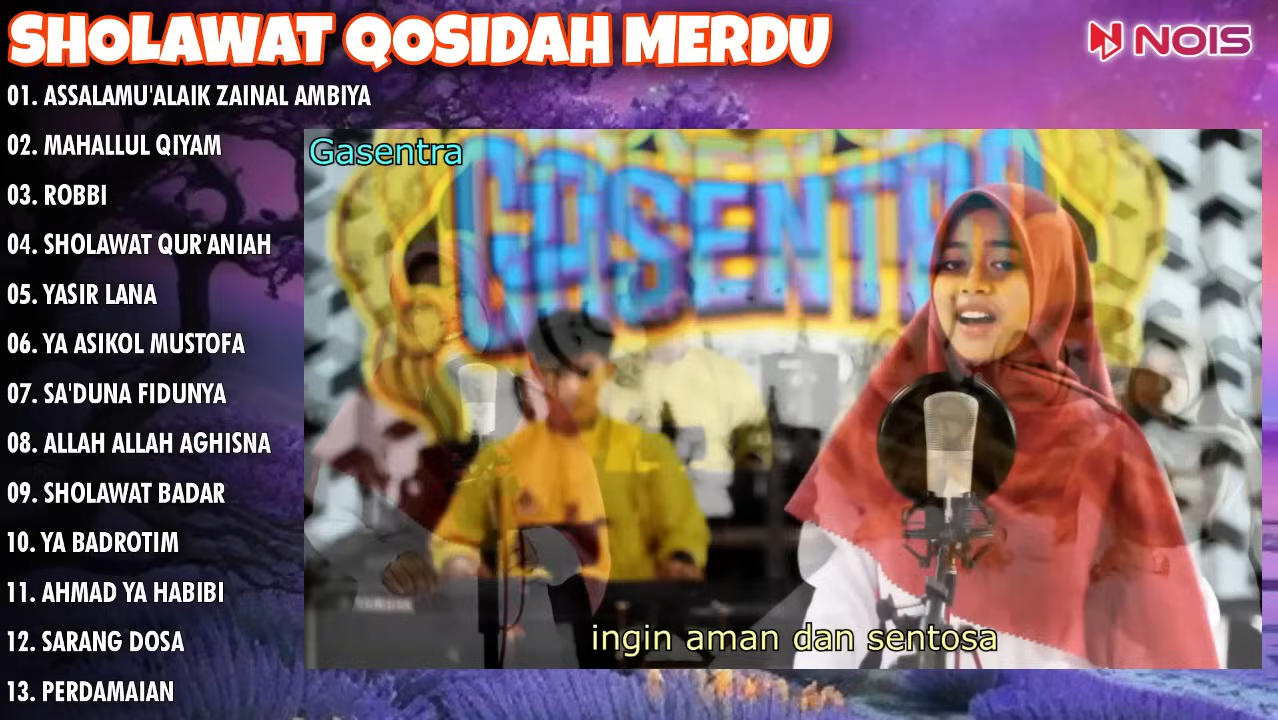 SHOLAWAT QOSIDAH MERDU
NOIS
01. ASSALAMU'ALAIK ZAINAL AMBIYA
02. MAHALLUL QIYAM
03. ROBBI
04. SHOLAWAT QUR'ANIAH
05. YASIR LANA
06. YA ASIKOL MUSTOFA
07. SA'DUNA FIDUNYA
08. ALLAH ALLAH AGHISNA
09. SHOLAWAT BADAR
10. YA BADROTIM
11. AHMAD YA HABIBI
12. SARANG DOSA
13. PERDAMAIAN
Gasentra
GASENTRA
ingin aman dan sentosa